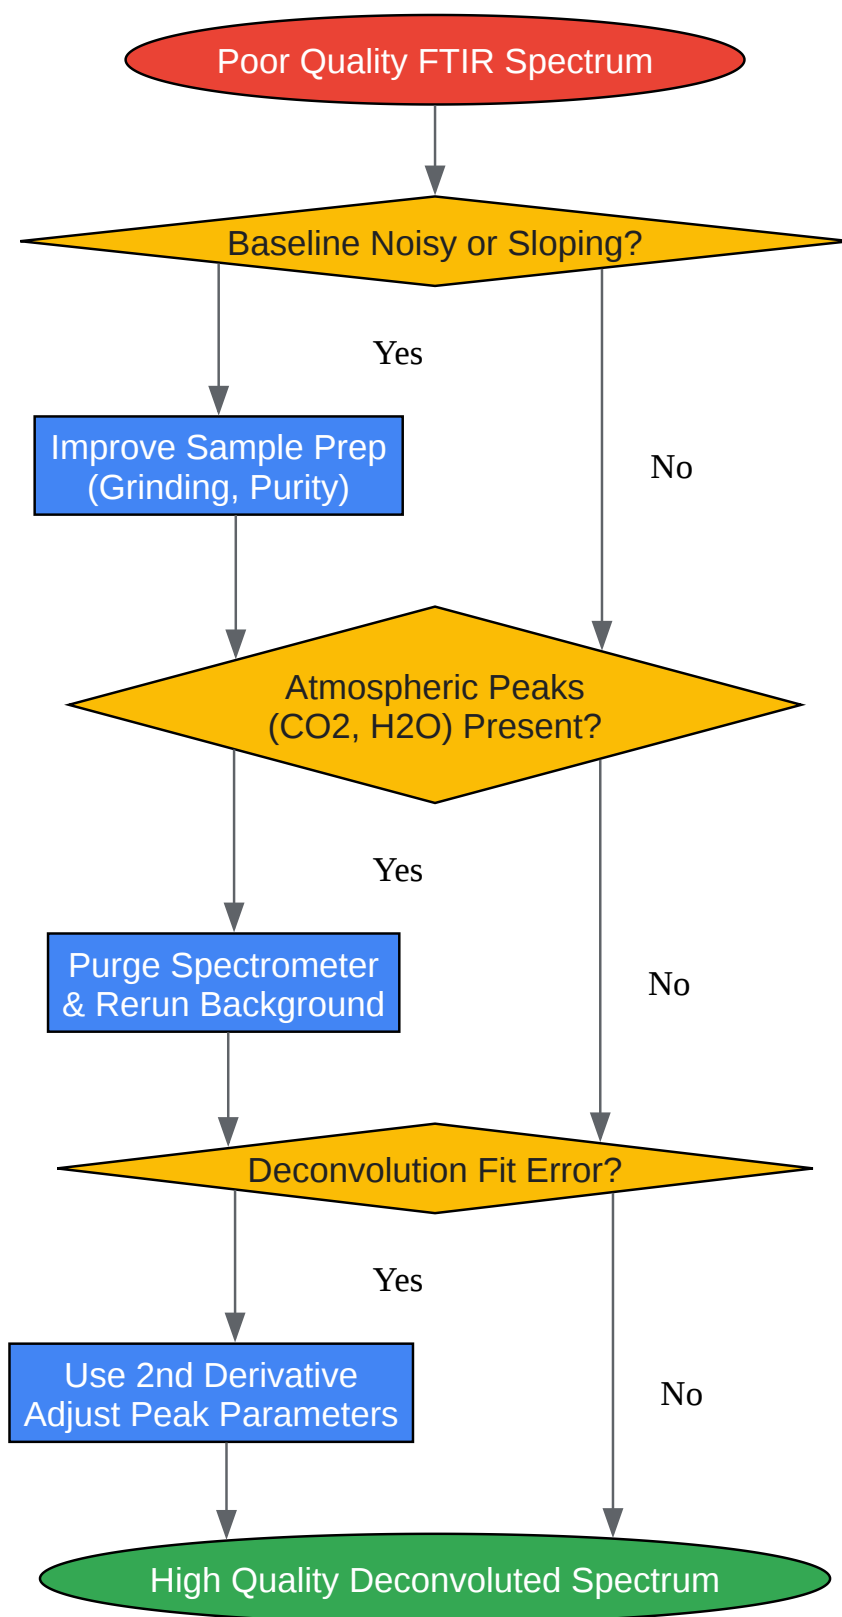 Poor Quality FTIR Spectrum
Baseline Noisy or Sloping?
Yes
Improve Sample Prep
(Grinding, Purity)
No
Atmospheric Peaks
(CO2, H2O) Present?
Yes
Purge Spectrometer
& Rerun Background
No
Deconvolution Fit Error?
Yes
Use 2nd Derivative
Adjust Peak Parameters
No
High Quality Deconvoluted Spectrum